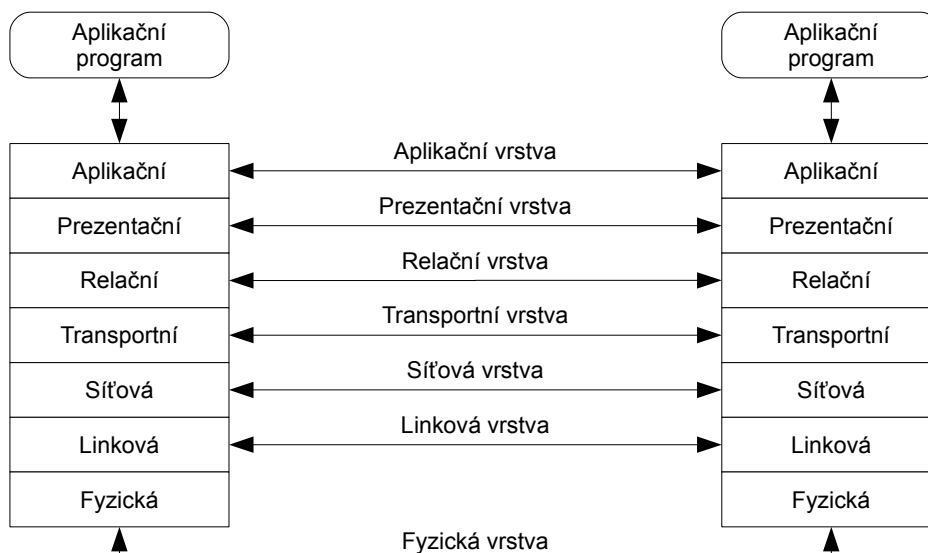 Aplikační
program
Aplikační
program
Aplikační
Aplikační vrstva
Aplikační
Prezentační
Prezentační vrstva
Prezentační
Relační
Relační vrstva
Relační
Transportní
Transportní vrstva
Transportní
Síťová
Síťová vrstva
Síťová
Linková
Linková vrstva
Linková
Fyzická
Fyzická
Fyzická vrstva